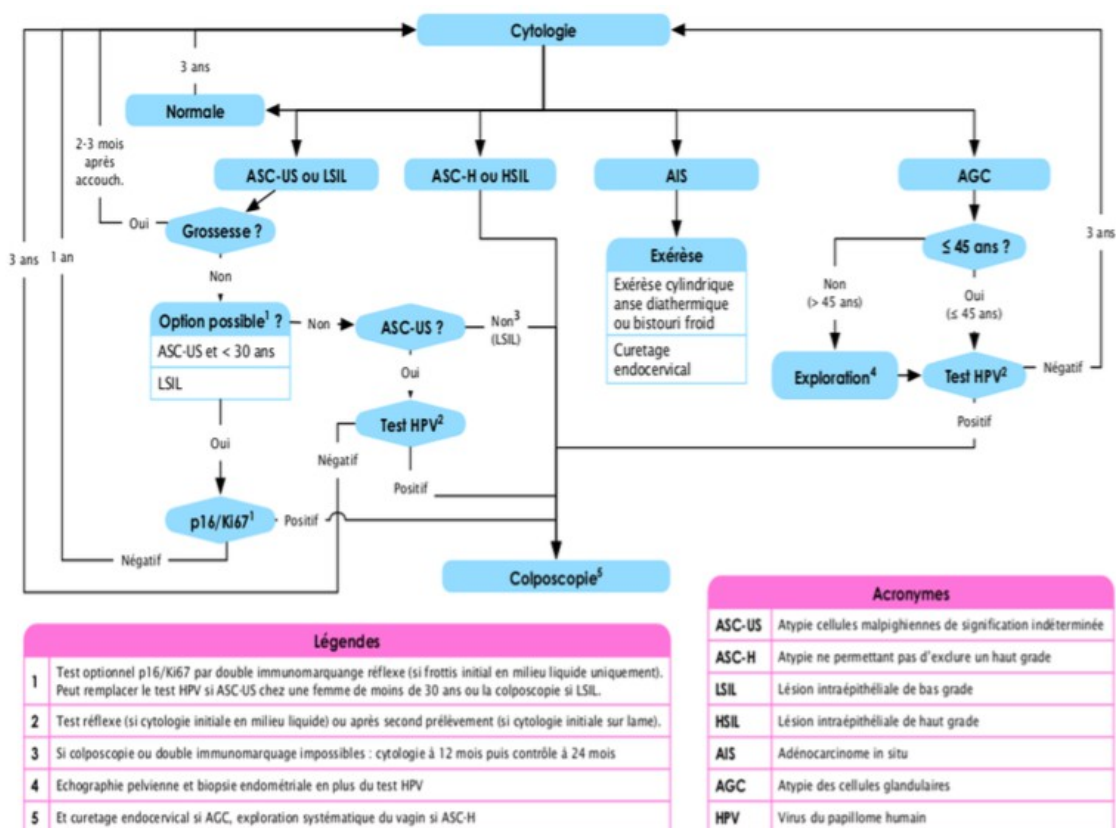 Cytologie
3 ans
Normale
2-3 mois
après
accouch.
ASC-US ou LSIL
ASC-H ou HSIL
AIS
AGC
Oui
Grossesse ?
≤ 45 ans ?
3 ans
3 ans
1 an
Non
Exérèse
Exérèse cylindrique
anse diathermique
ou bistouri froid
Curetage
endocervical
Non
(> 45 ans)
Oui
(≤ 45 ans)
Option possible¹ ?
ASC-US et < 30 ans
LSIL
Non
ASC-US ?
Non³
(LSIL)
Oui
Exploration⁴
Test HPV²
Négatif
Test HPV²
Positif
Oui
Négatif
Positif
p16/Ki67¹
Positif
Négatif
Colposcopie⁵
Légendes
1 Test optionnel p16/Ki67 par double immunomarquange réflexe (si frottis initial en milieu liquide uniquement).
Peut remplacer le test HPV si ASC-US chez une femme de moins de 30 ans ou la colposcopie si LSIL.
2 Test réflexe (si cytologie initiale en milieu liquide) ou après second prélèvement (si cytologie initiale sur lame).
3 Si colposcopie ou double immunomarquage impossibles : cytologie à 12 mois puis contrôle à 24 mois
4 Echographie pelvienne et biopsie endométriale en plus du test HPV
5 Et curetage endocervical si AGC, exploration systématique du vagin si ASC-H
Acronymes
ASC-US Atypie cellules malpighiennes de signification indéterminée
ASC-H Atypie ne permettant pas d'exclure un haut grade
LSIL Lésion intraépithéliale de bas grade
HSIL Lésion intraépithéliale de haut grade
AIS Adénocarcinome in situ
AGC Atypie des cellules glandulaires
HPV Virus du papillome humain